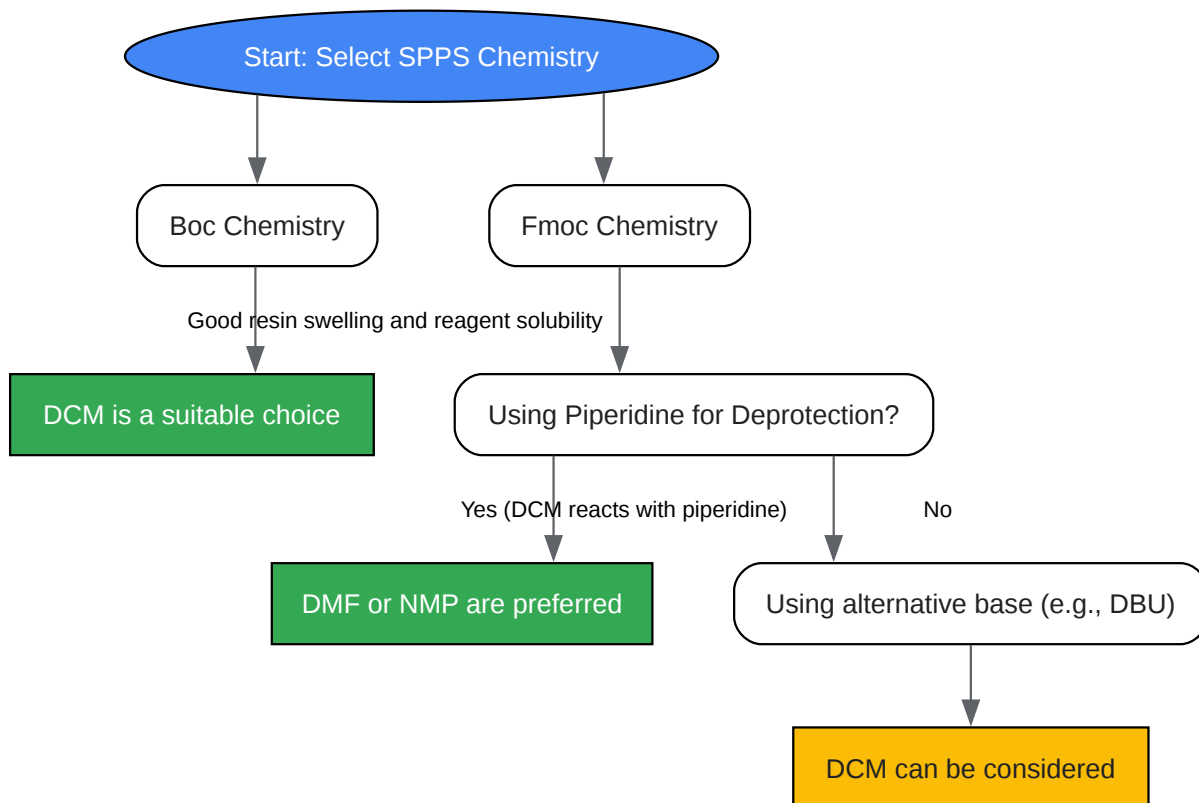 Start: Select SPPS Chemistry
Boc Chemistry
Fmoc Chemistry
Good resin swelling and reagent solubility
DCM is a suitable choice
Using Piperidine for Deprotection?
Yes (DCM reacts with piperidine)
No
DMF or NMP are preferred
Using alternative base (e.g., DBU)
DCM can be considered